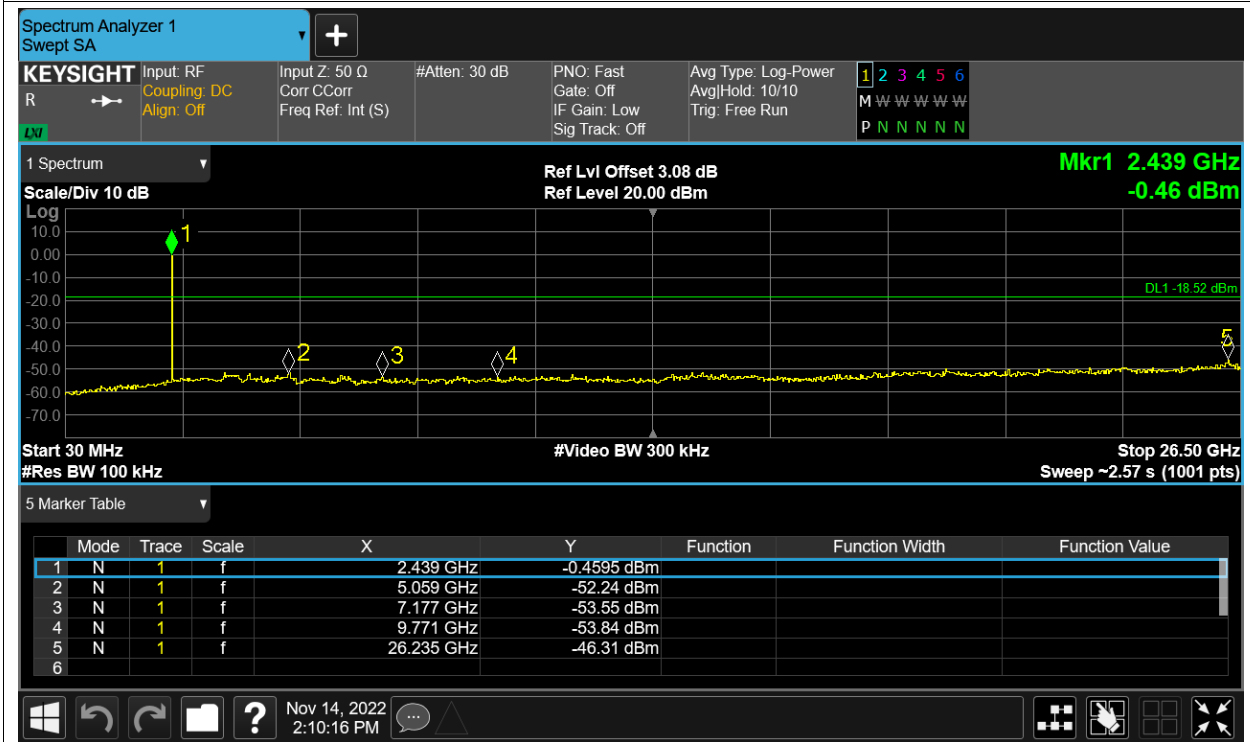 Spectrum Analyzer 1
Swept SA
+
KEYSIGHT
R
LXI
Input: RF
Coupling: DC
Align: Off
Input Z: 50 Ω
Corr CCorr
Freq Ref: Int (S)
#Atten: 30 dB
PNO: Fast
Gate: Off
IF Gain: Low
Sig Track: Off
Avg Type: Log-Power
Avg|Hold: 10/10
Trig: Free Run
1 2 3 4 5 6
M W W W W W
P N N N N N
1 Spectrum
Scale/Div 10 dB
Ref Lvl Offset 3.08 dB
Ref Level 20.00 dBm
Mkr1 2.439 GHz
-0.46 dBm
Log
10.0
0.00
-10.0
-20.0
-30.0
-40.0
-50.0
-60.0
-70.0
1
2
3
4
5
DL1 -18.52 dBm
Start 30 MHz
#Video BW 300 kHz
Stop 26.50 GHz
#Res BW 100 kHz
Sweep ~2.57 s (1001 pts)
5 Marker Table
Mode Trace Scale X Y Function Function Width Function Value
1 N 1 f 2.439 GHz -0.4595 dBm
2 N 1 f 5.059 GHz -52.24 dBm
3 N 1 f 7.177 GHz -53.55 dBm
4 N 1 f 9.771 GHz -53.84 dBm
5 N 1 f 26.235 GHz -46.31 dBm
6
?
Nov 14, 2022
2:10:16 PM